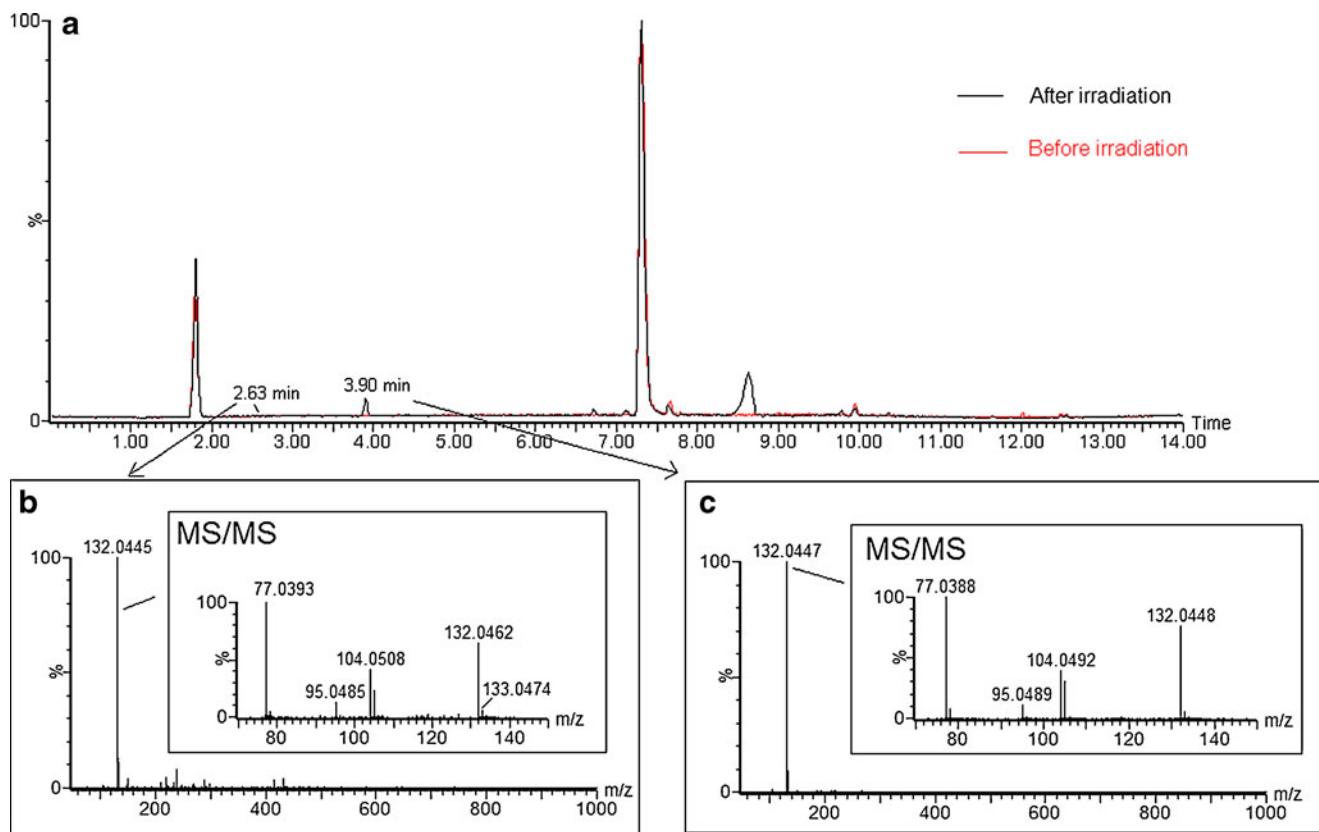 a
100
%
0
After irradiation
Before irradiation
2.63 min
3.90 min
1.00 2.00 3.00 4.00 5.00 6.00 7.00 8.00 9.00 10.00 11.00 12.00 13.00 14.00
Time
b
132.0445
100
%
0
200 400 600 800 1000
m/z
MS/MS
77.0393
100
%
0
95.0485
104.0508
132.0462
133.0474
80 100 120 140
m/z
c
132.0447
100
%
0
200 400 600 800 1000
m/z
MS/MS
77.0388
100
%
0
95.0489
104.0492
132.0448
80 100 120 140
m/z